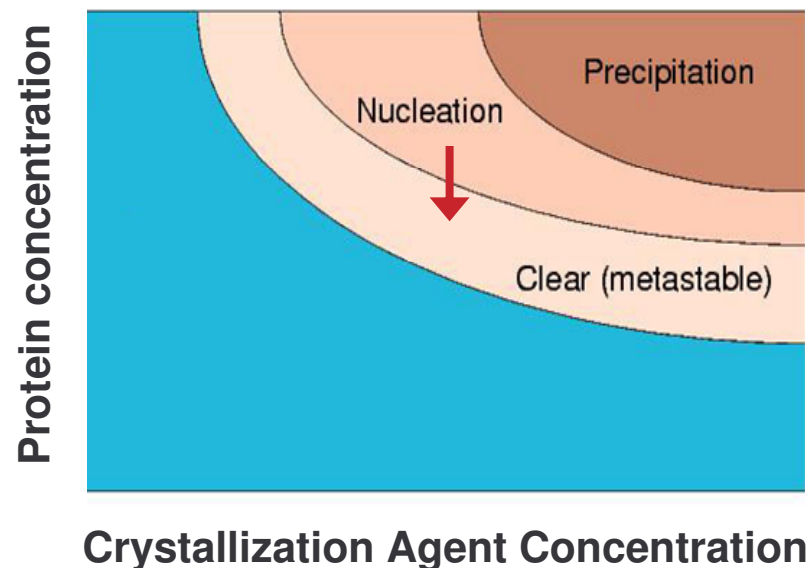 Protein concentration
Precipitation
Nucleation
Clear (metastable)
Crystallization Agent Concentration